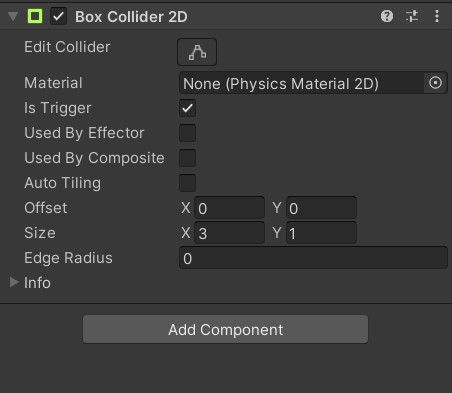 Box Collider 2D
Edit Collider
Material None (Physics Material 2D)
Is Trigger
Used By Effector
Used By Composite
Auto Tiling
Offset X 0 Y 0
Size X 3 Y 1
Edge Radius 0
Info
Add Component